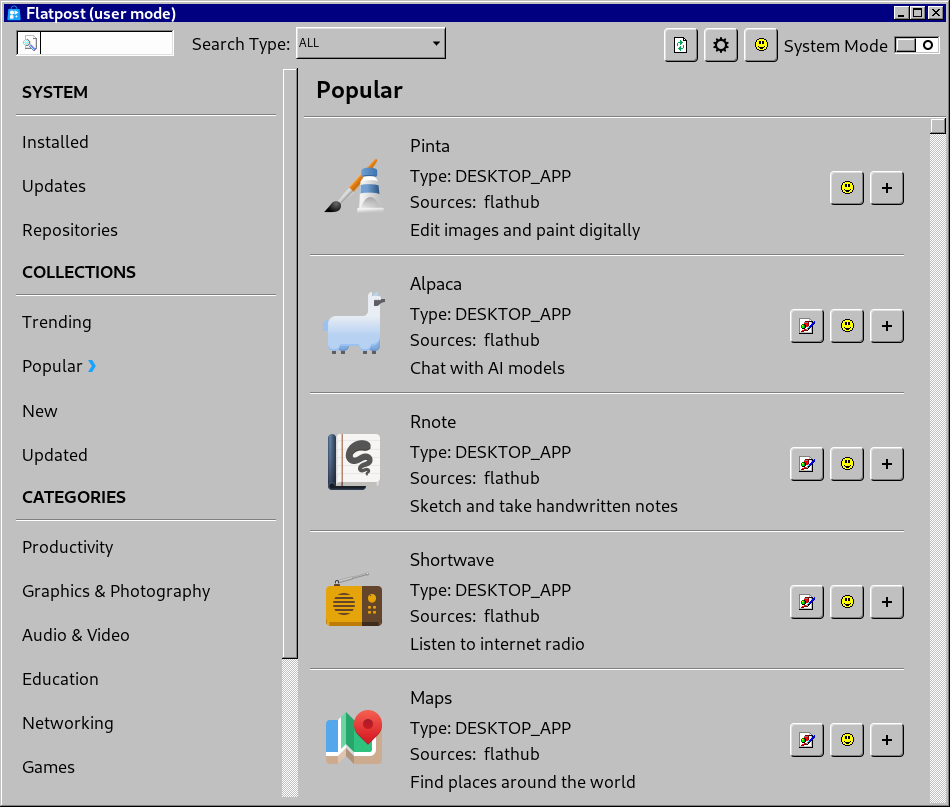 Flatpost (user mode)
Search Type: ALL
System Mode
SYSTEM
Installed
Updates
Repositories
COLLECTIONS
Trending
Popular
New
Updated
CATEGORIES
Productivity
Graphics & Photography
Audio & Video
Education
Networking
Games
Popular
Pinta
Type: DESKTOP_APP
Sources: flathub
Edit images and paint digitally
Alpaca
Type: DESKTOP_APP
Sources: flathub
Chat with AI models
Rnote
Type: DESKTOP_APP
Sources: flathub
Sketch and take handwritten notes
Shortwave
Type: DESKTOP_APP
Sources: flathub
Listen to internet radio
Maps
Type: DESKTOP_APP
Sources: flathub
Find places around the world